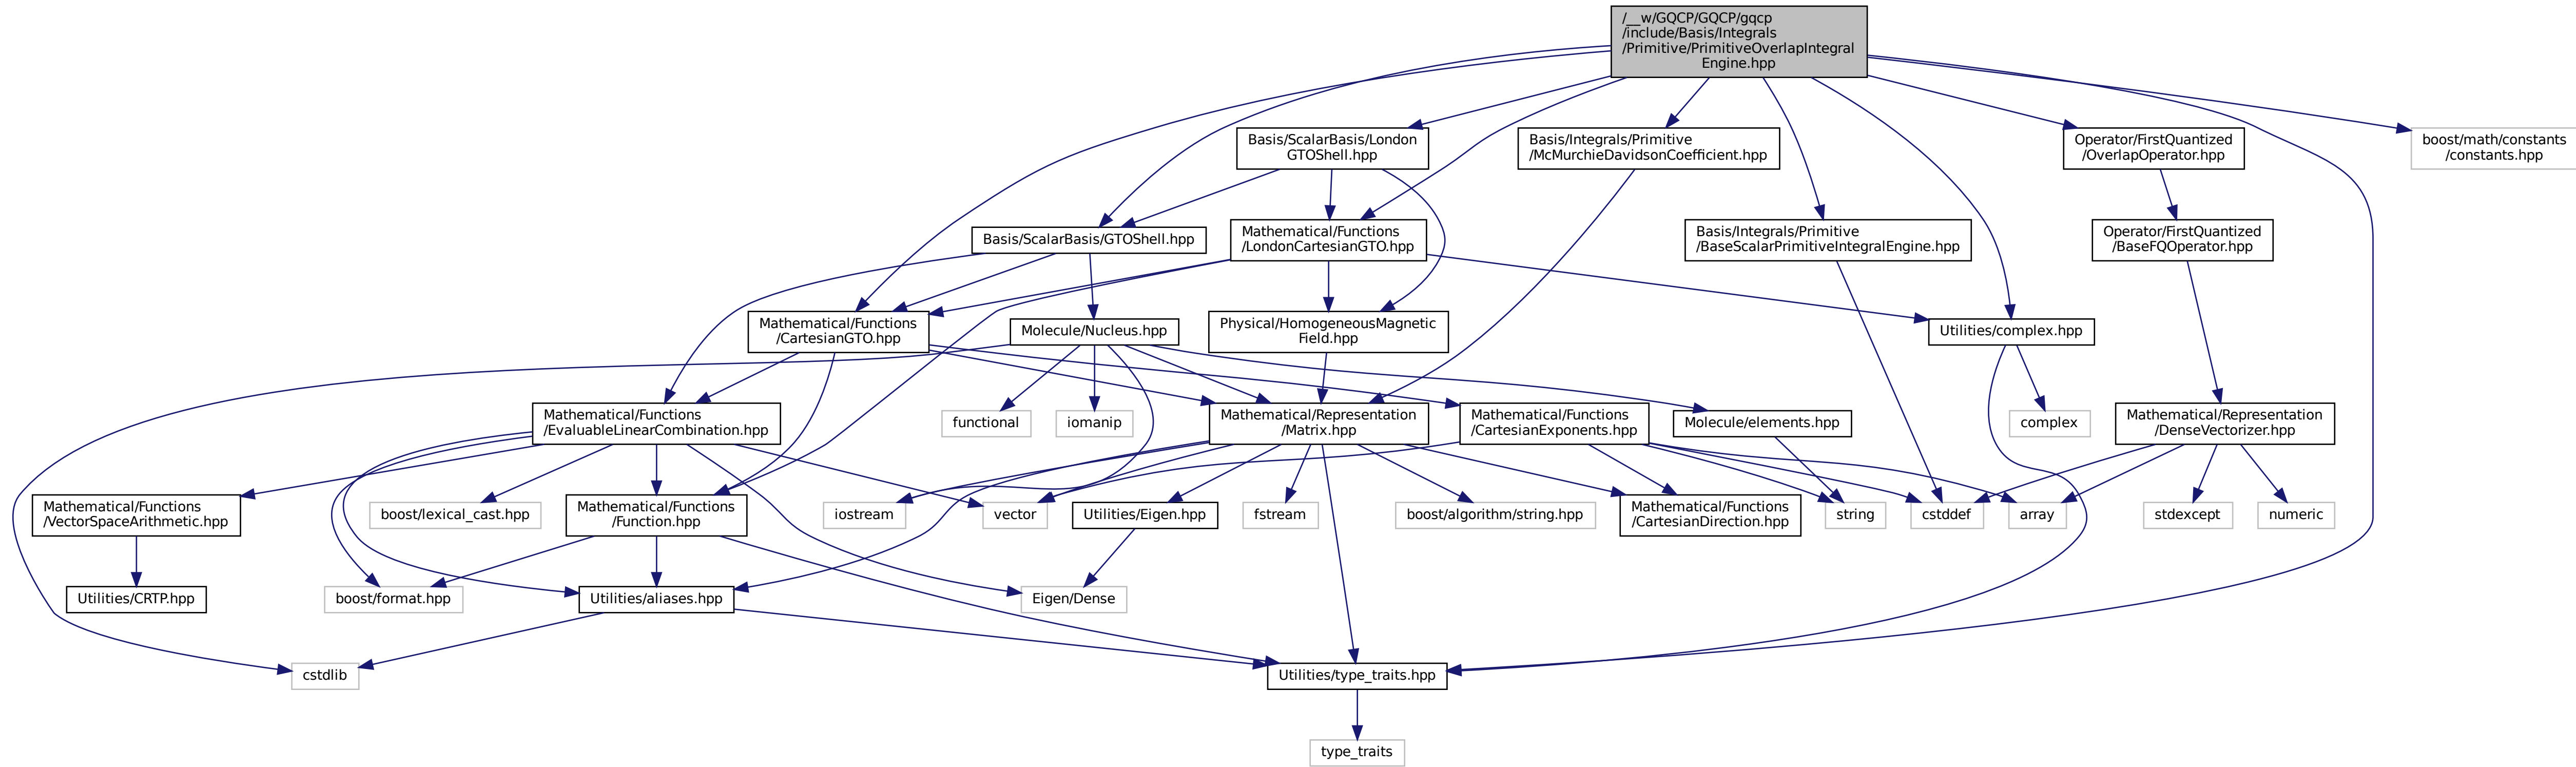 /__w/GQCP/GQCP/gqcp
/include/Basis/Integrals
/Primitive/PrimitiveOverlapIntegral
Engine.hpp
Basis/ScalarBasis/London
GTOShell.hpp
Basis/Integrals/Primitive
/McMurchieDavidsonCoefficient.hpp
Operator/FirstQuantized
/OverlapOperator.hpp
boost/math/constants
/constants.hpp
Basis/ScalarBasis/GTOShell.hpp
Mathematical/Functions
/LondonCartesianGTO.hpp
Basis/Integrals/Primitive
/BaseScalarPrimitiveIntegralEngine.hpp
Operator/FirstQuantized
/BaseFQOperator.hpp
Mathematical/Functions
/CartesianGTO.hpp
Molecule/Nucleus.hpp
Physical/HomogeneousMagnetic
Field.hpp
Utilities/complex.hpp
Mathematical/Functions
/EvaluableLinearCombination.hpp
functional
iomanip
Mathematical/Representation
/Matrix.hpp
Mathematical/Functions
/CartesianExponents.hpp
Molecule/elements.hpp
complex
Mathematical/Representation
/DenseVectorizer.hpp
Mathematical/Functions
/VectorSpaceArithmetic.hpp
boost/lexical_cast.hpp
Mathematical/Functions
/Function.hpp
iostream
vector
Utilities/Eigen.hpp
fstream
boost/algorithm/string.hpp
Mathematical/Functions
/CartesianDirection.hpp
string
cstddef
array
stdexcept
numeric
Utilities/CRTP.hpp
boost/format.hpp
Utilities/aliases.hpp
Eigen/Dense
cstdlib
Utilities/type_traits.hpp
type_traits